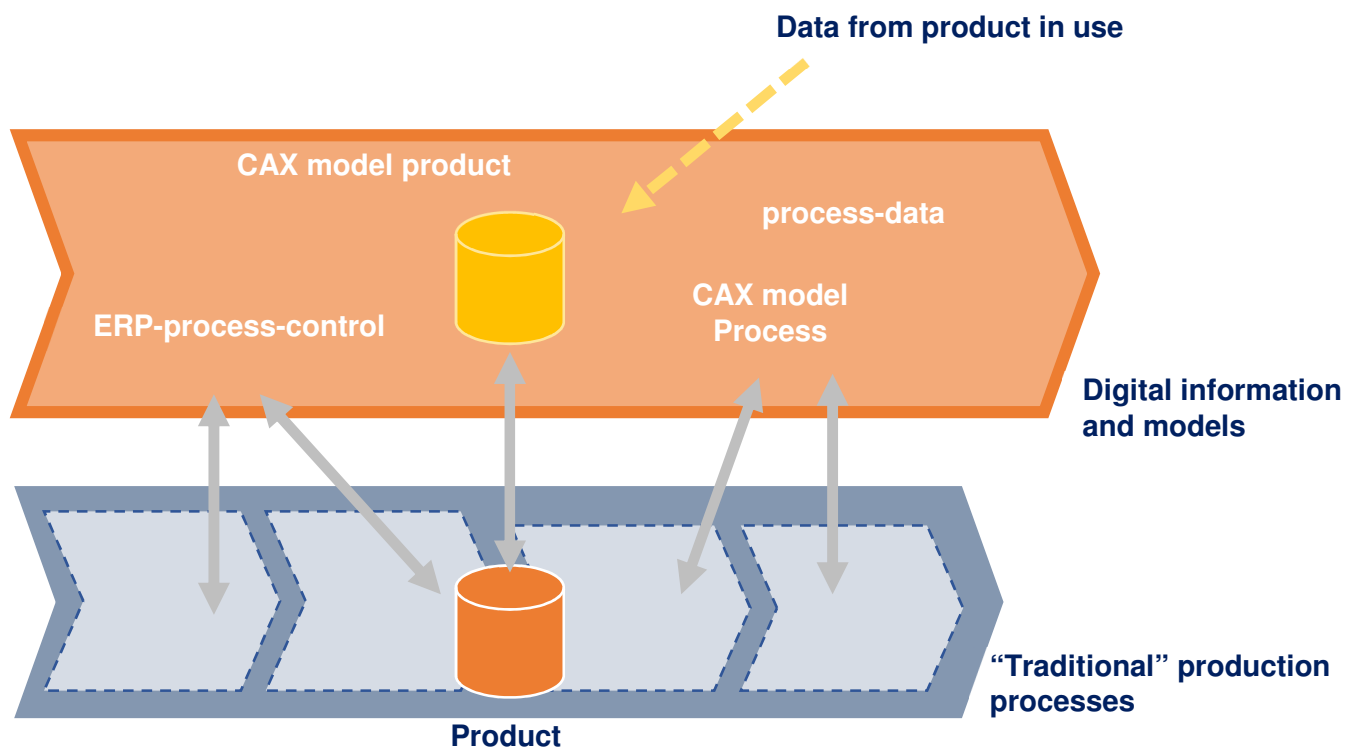 Data from product in use
CAX model product
process-data
CAX model
Process
ERP-process-control
Digital information
and models
“Traditional” production
processes
Product